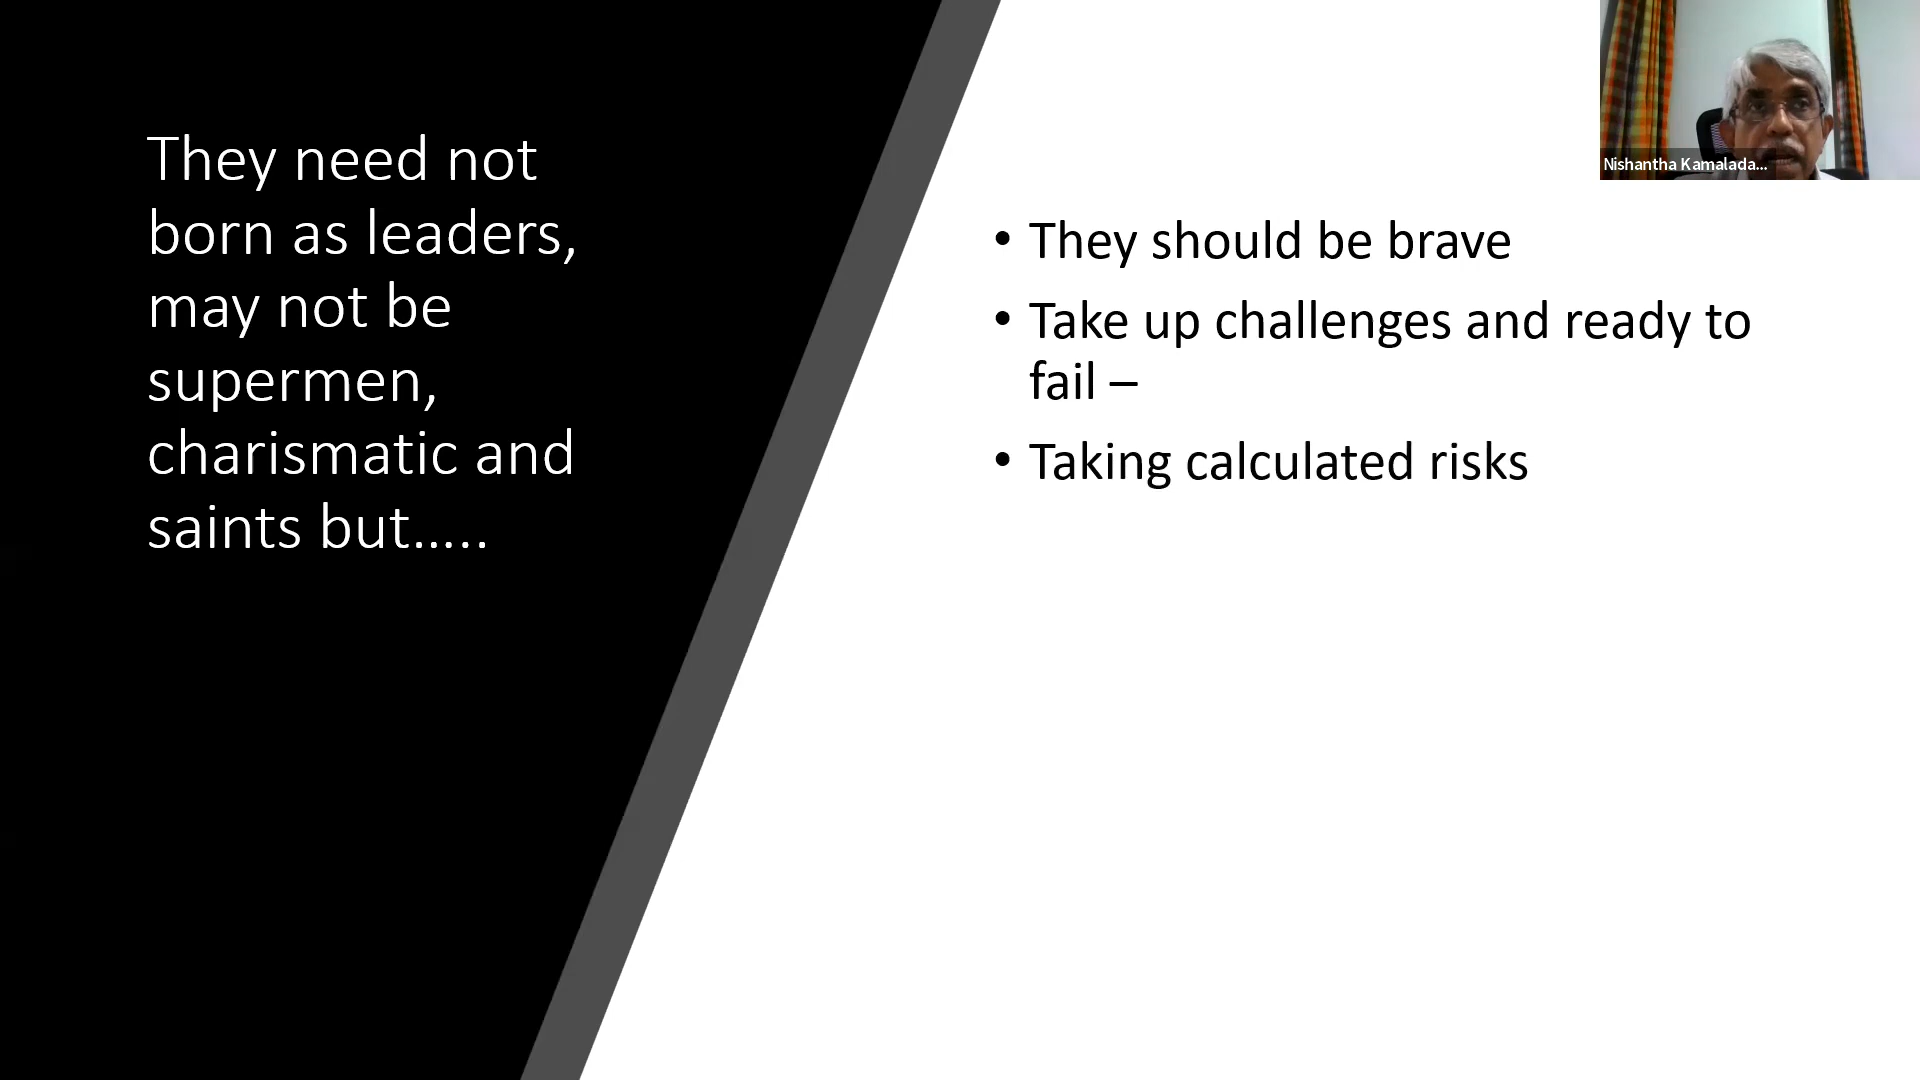 They need not
born as leaders,
may not be
supermen,
charismatic and
saints but…..
Nishantha Kamalada...
• They should be brave
• Take up challenges and ready to
fail –
• Taking calculated risks